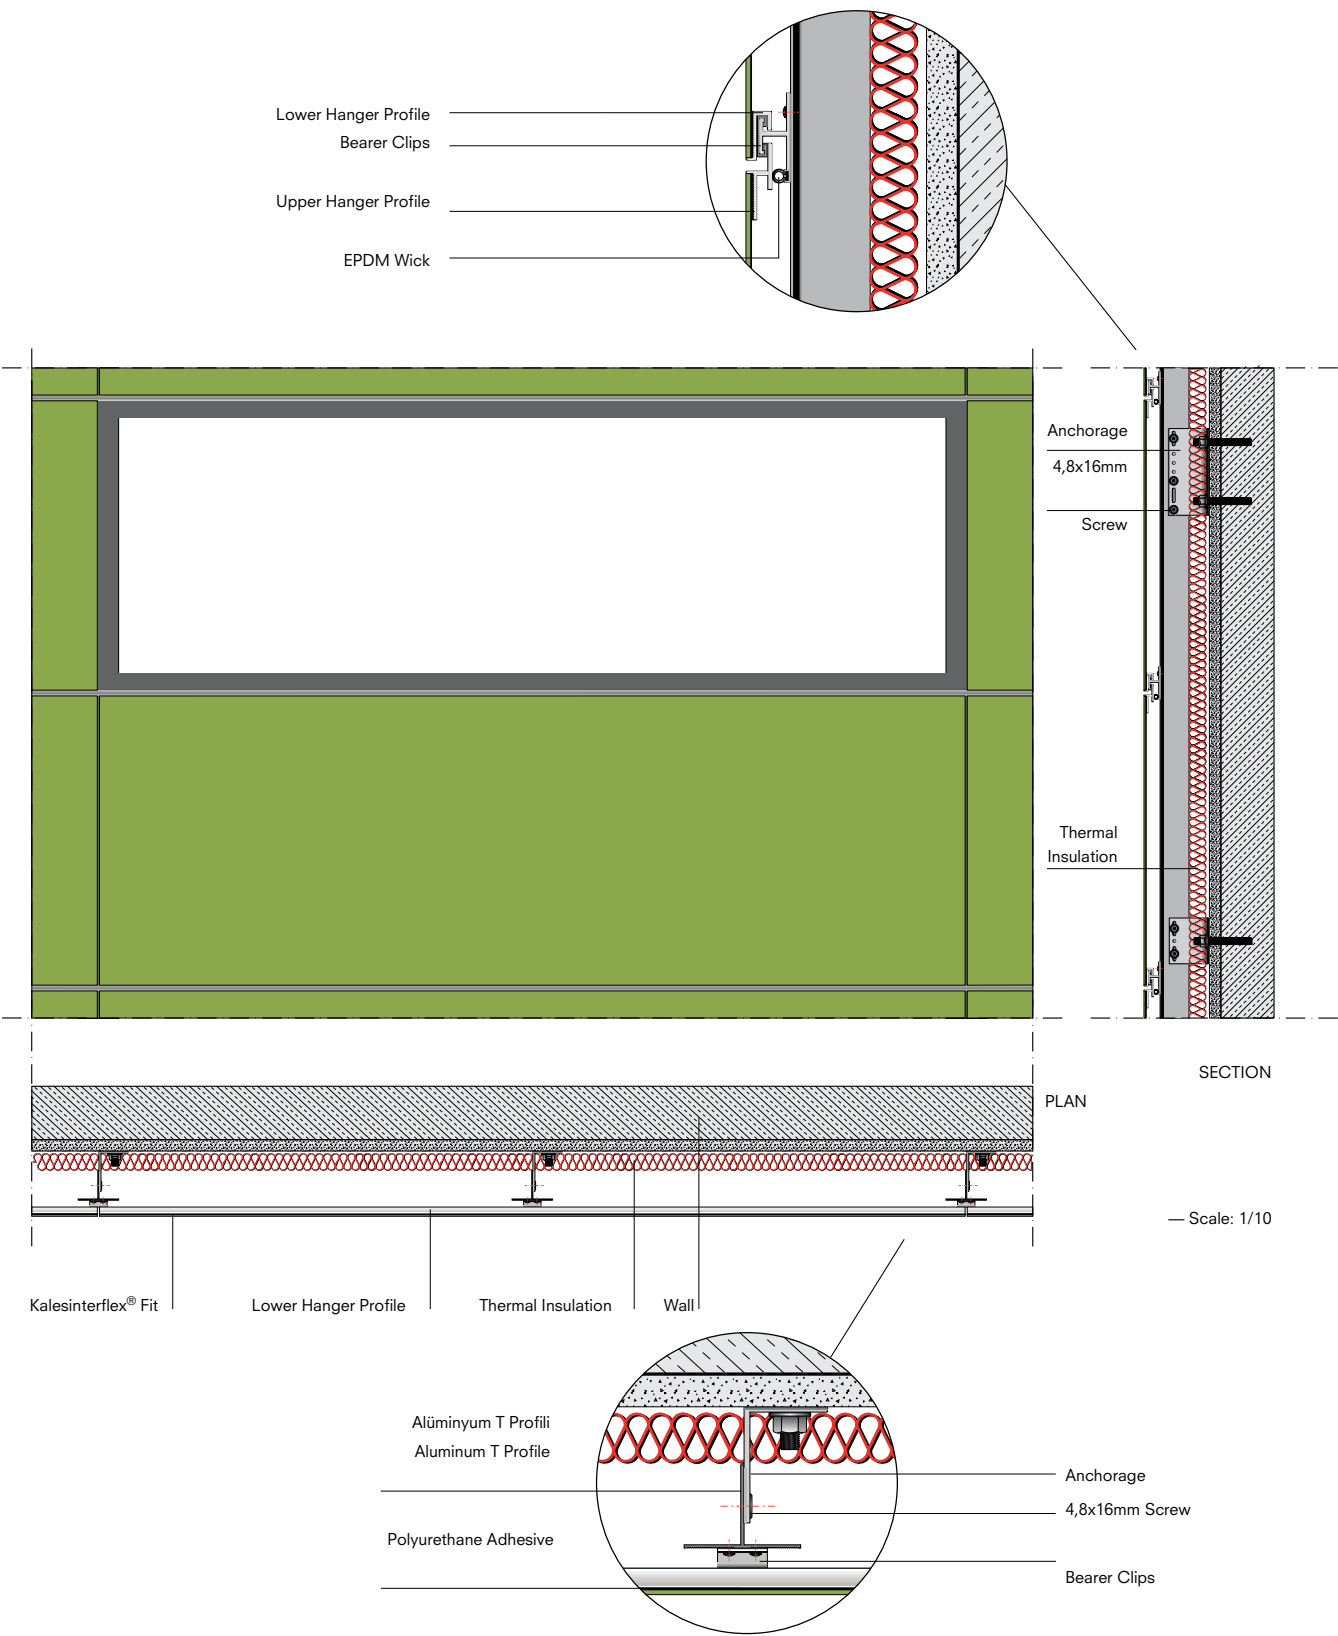 Lower Hanger Profile
Bearer Clips
Upper Hanger Profile
EPDM Wick
Anchorage
4,8x16mm
Screw
Thermal
Insulation
SECTION
PLAN
— Scale: 1/10
Kalesinterflex® Fit
Lower Hanger Profile
Thermal Insulation
Wall
Alüminyum T Profili
Aluminum T Profile
Polyurethane Adhesive
Anchorage
4,8x16mm Screw
Bearer Clips